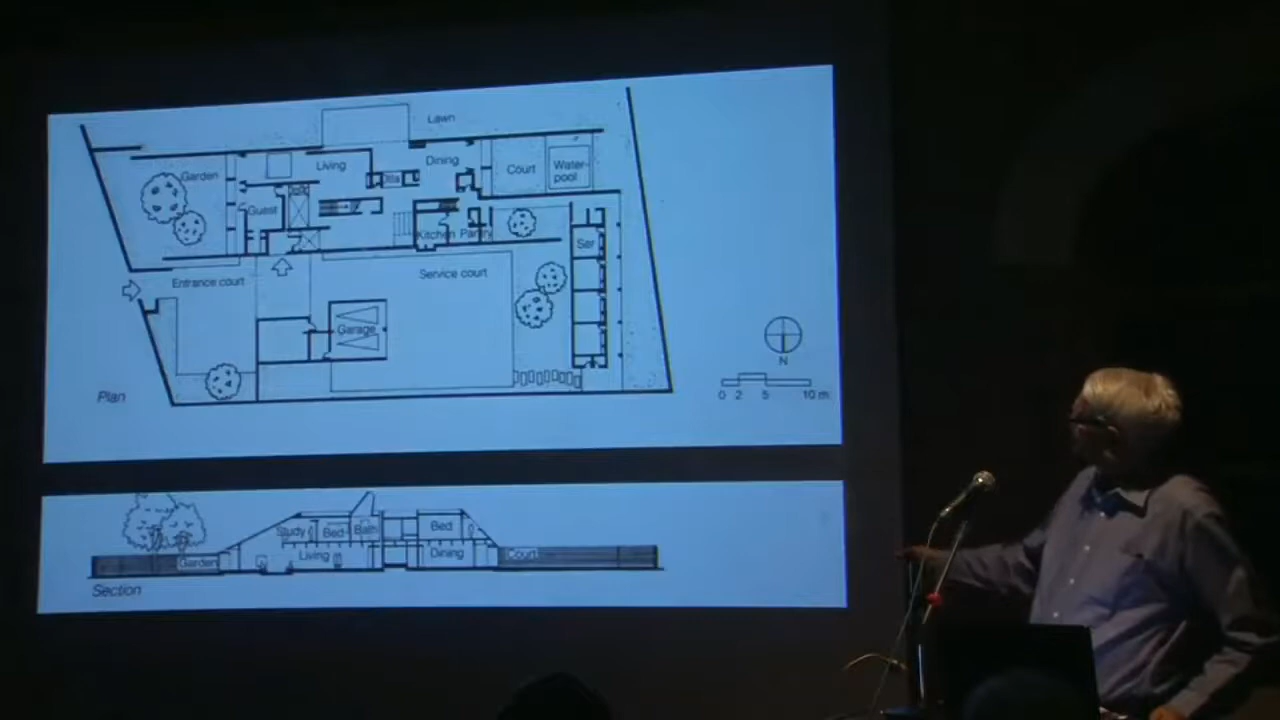 Lawn
Living
Dining
Court
Water-
pool
Garden
Guest
Kitchen
Pantry
Ser
Entrance court
Service court
Garage
N
0 2 5 10 m
Plan
Study
Bed
Bath
Bed
Garden
Living
Dining
Court
Section